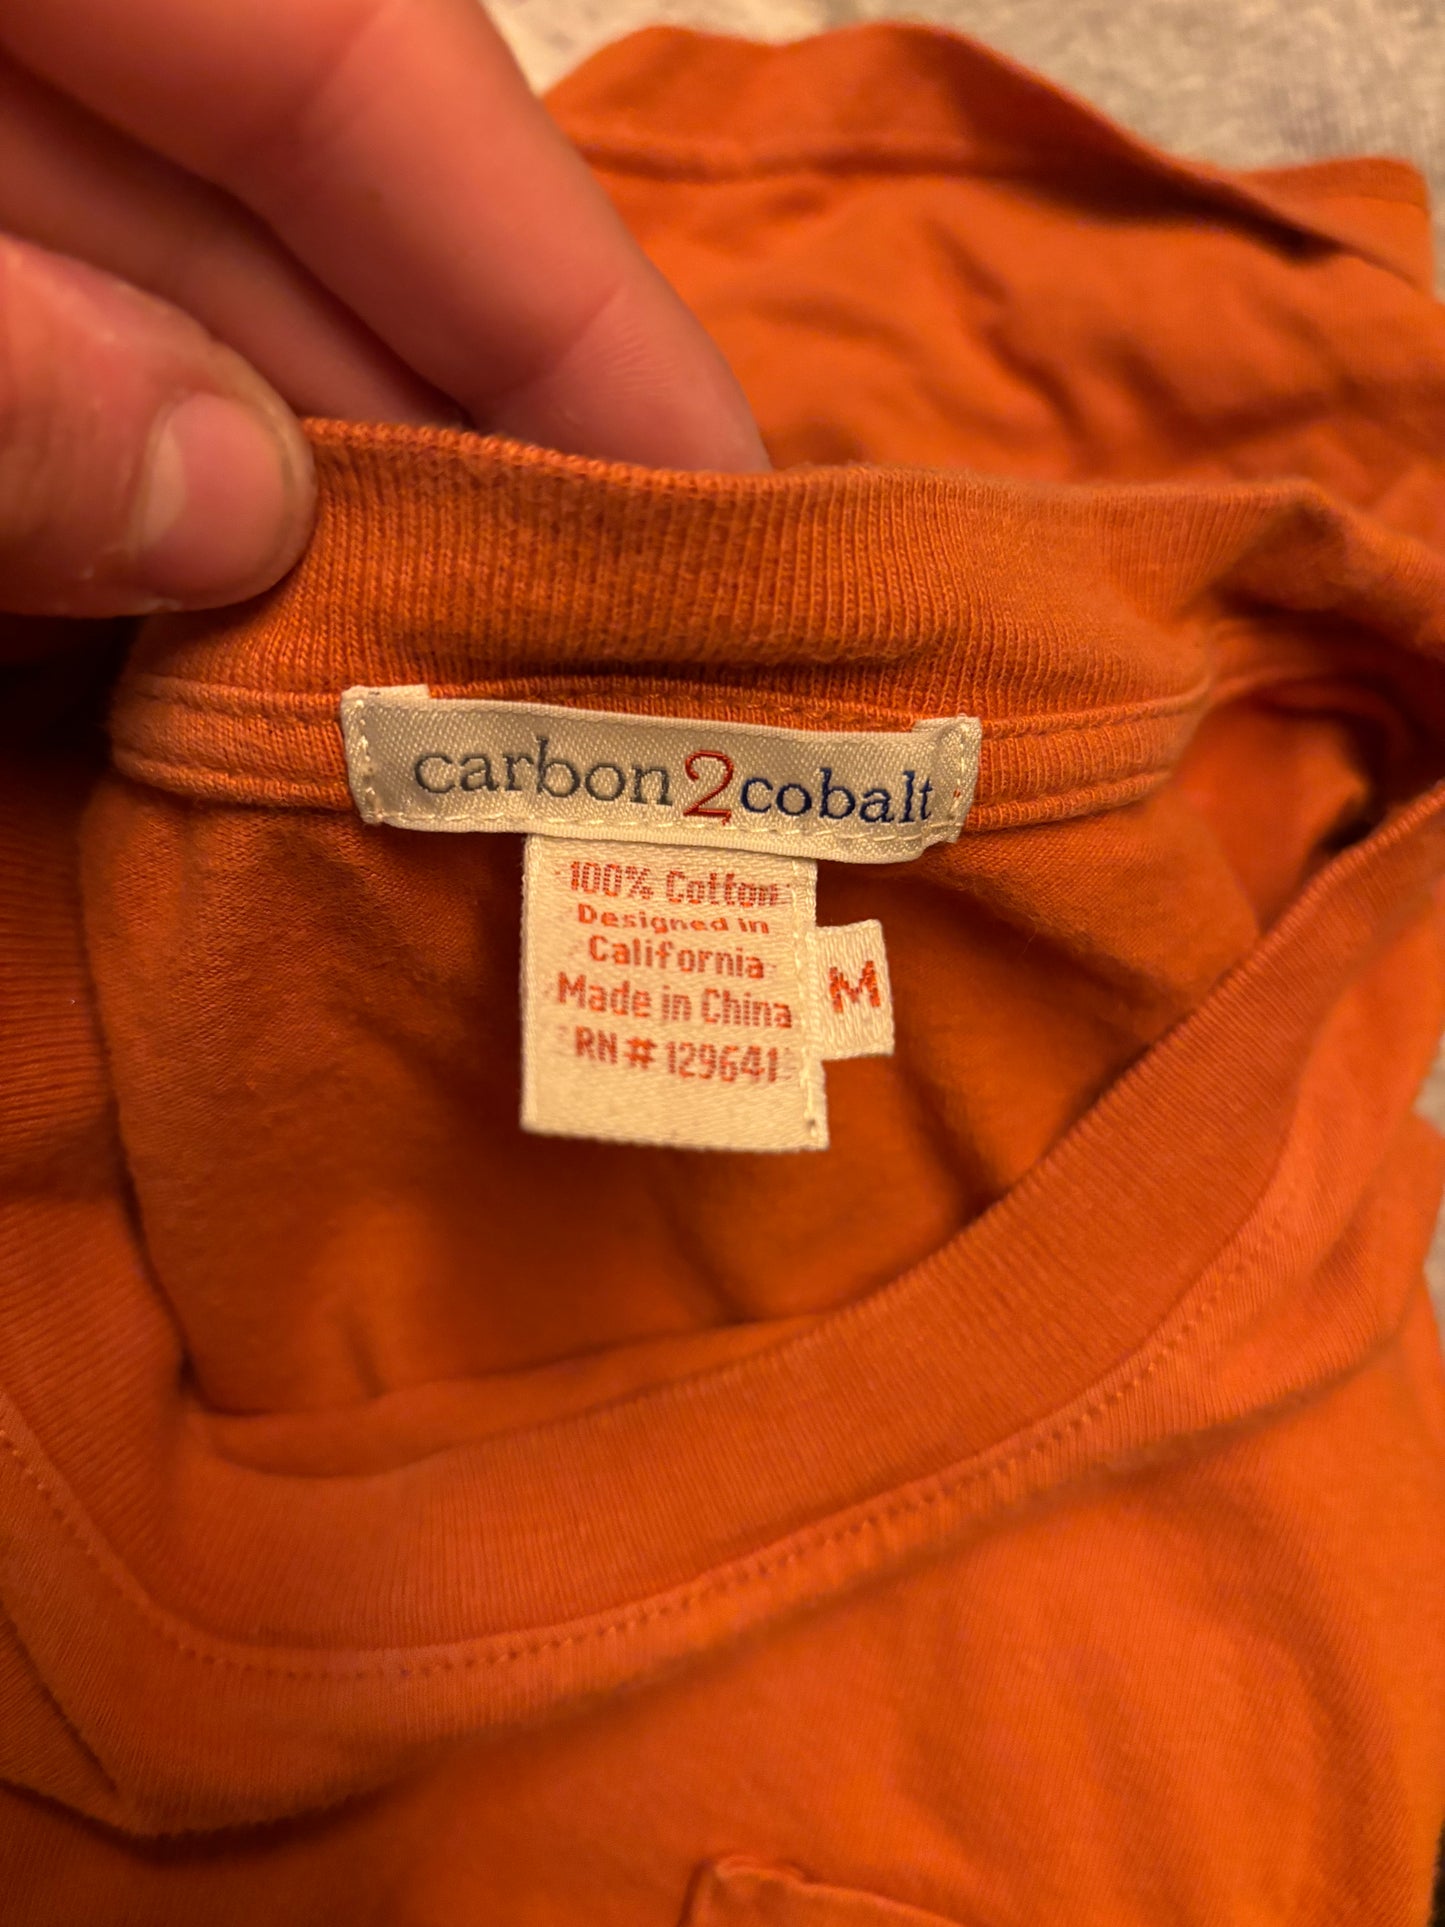 carbon2cobalt
100% Cotton
Designed in
California
Made in China
RN# 129641
M